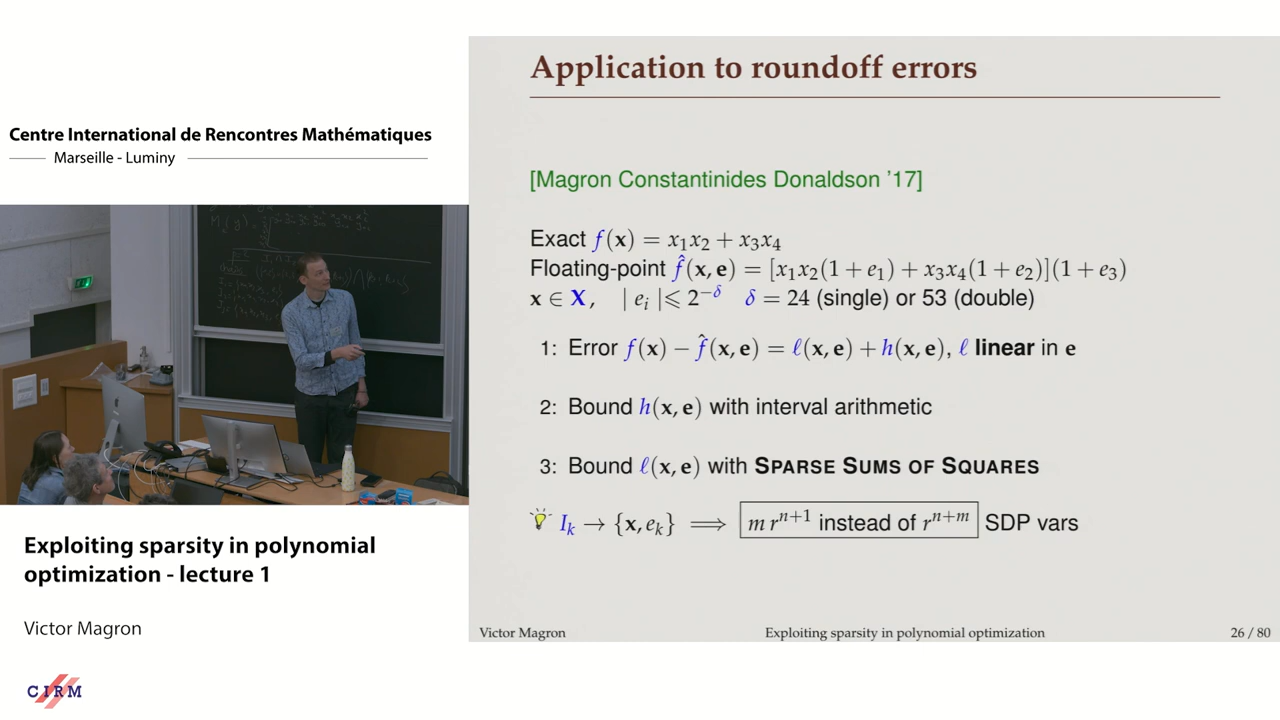 Centre International de Rencontres Mathématiques
Marseille - Luminy
Exploiting sparsity in polynomial
optimization - lecture 1
Victor Magron
CIRM
Application to roundoff errors
[Magron Constantinides Donaldson '17]
Exact f(x) = x₁x₂ + x₃x₄
Floating-point f̂(x, e) = [x₁x₂(1 + e₁) + x₃x₄(1 + e₂)](1 + e₃)
x ∈ X, | eᵢ |⩽ 2^{−δ} δ = 24 (single) or 53 (double)
1: Error f(x) − f̂(x, e) = ℓ(x, e) + h(x, e), ℓ linear in e
2: Bound h(x, e) with interval arithmetic
3: Bound ℓ(x, e) with SPARSE SUMS OF SQUARES
Iₖ → {x, eₖ} ⟹ m rⁿ⁺¹ instead of rⁿ⁺ᵐ SDP vars
Victor Magron Exploiting sparsity in polynomial optimization 26 / 80